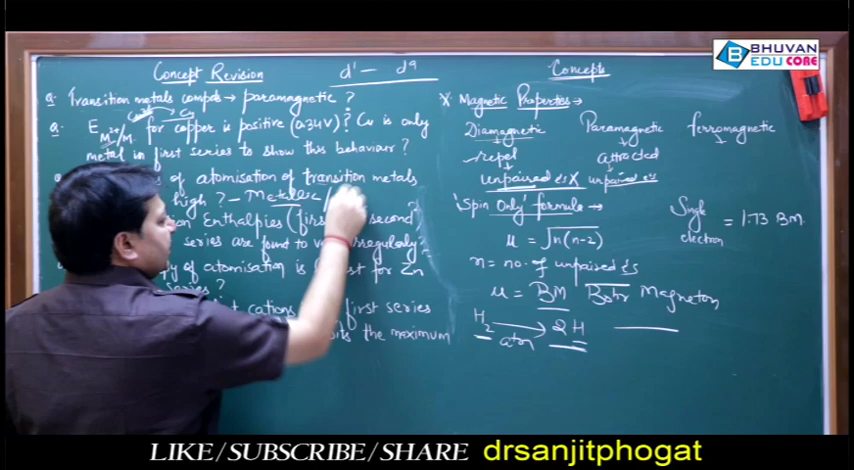 BHUVAN
EDU CORE
Concept Revision
d¹ — d⁹
Q. Transition metals compds → paramagnetic ?
Q. E M²⁺/M for copper is positive (0.34V)? Cu is only
metal in first series to show this behaviour?
of atomisation of transition metals
high ? - Metallic
Enthalpies (first second
series are found to irregularly?
of atomisation is for Zn
series ?
cations first series
the maximum
Concepts
* Magnetic Properties →
Diamagnetic Paramagnetic ferromagnetic
repel attracted
unpaired e⁻s X unpaired e⁻s
'Spin Only' formula →
μ = √n(n-2)
n = no. of unpaired e⁻s
μ = BM Bohr Magneton
H₂ → 2H
atom
Single
electron = 1.73 BM.
LIKE/SUBSCRIBE/SHARE drsanjitphogat